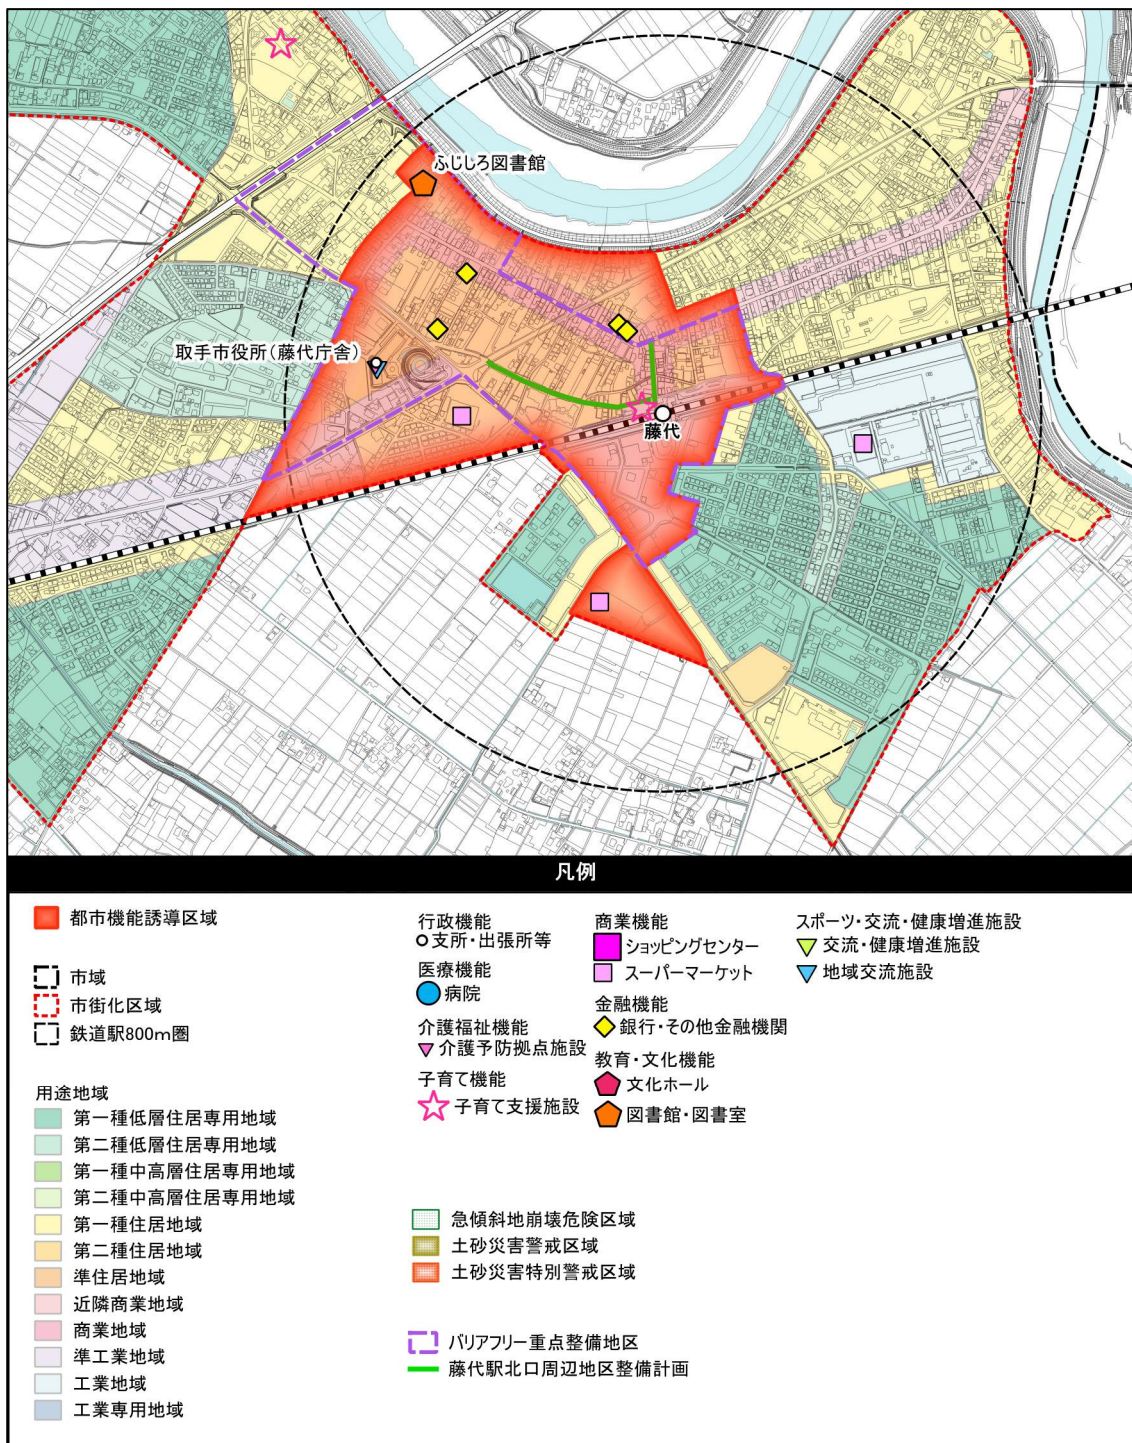 ふじしろ図書館
取手市役所(藤代庁舎)
藤代
凡例
都市機能誘導区域
市域
市街化区域
鉄道駅800m圏
用途地域
第一種低層住居専用地域
第二種低層住居専用地域
第一種中高層住居専用地域
第二種中高層住居専用地域
第一種住居地域
第二種住居地域
準住居地域
近隣商業地域
商業地域
準工業地域
工業地域
工業専用地域
行政機能
支所・出張所等
医療機能
病院
介護福祉機能
介護予防拠点施設
子育て機能
子育て支援施設
商業機能
ショッピングセンター
スーパーマーケット
金融機能
銀行・その他金融機関
教育・文化機能
文化ホール
図書館・図書室
スポーツ・交流・健康増進施設
交流・健康増進施設
地域交流施設
急傾斜地崩壊危険区域
土砂災害警戒区域
土砂災害特別警戒区域
バリアフリー重点整備地区
藤代駅北口周辺地区整備計画